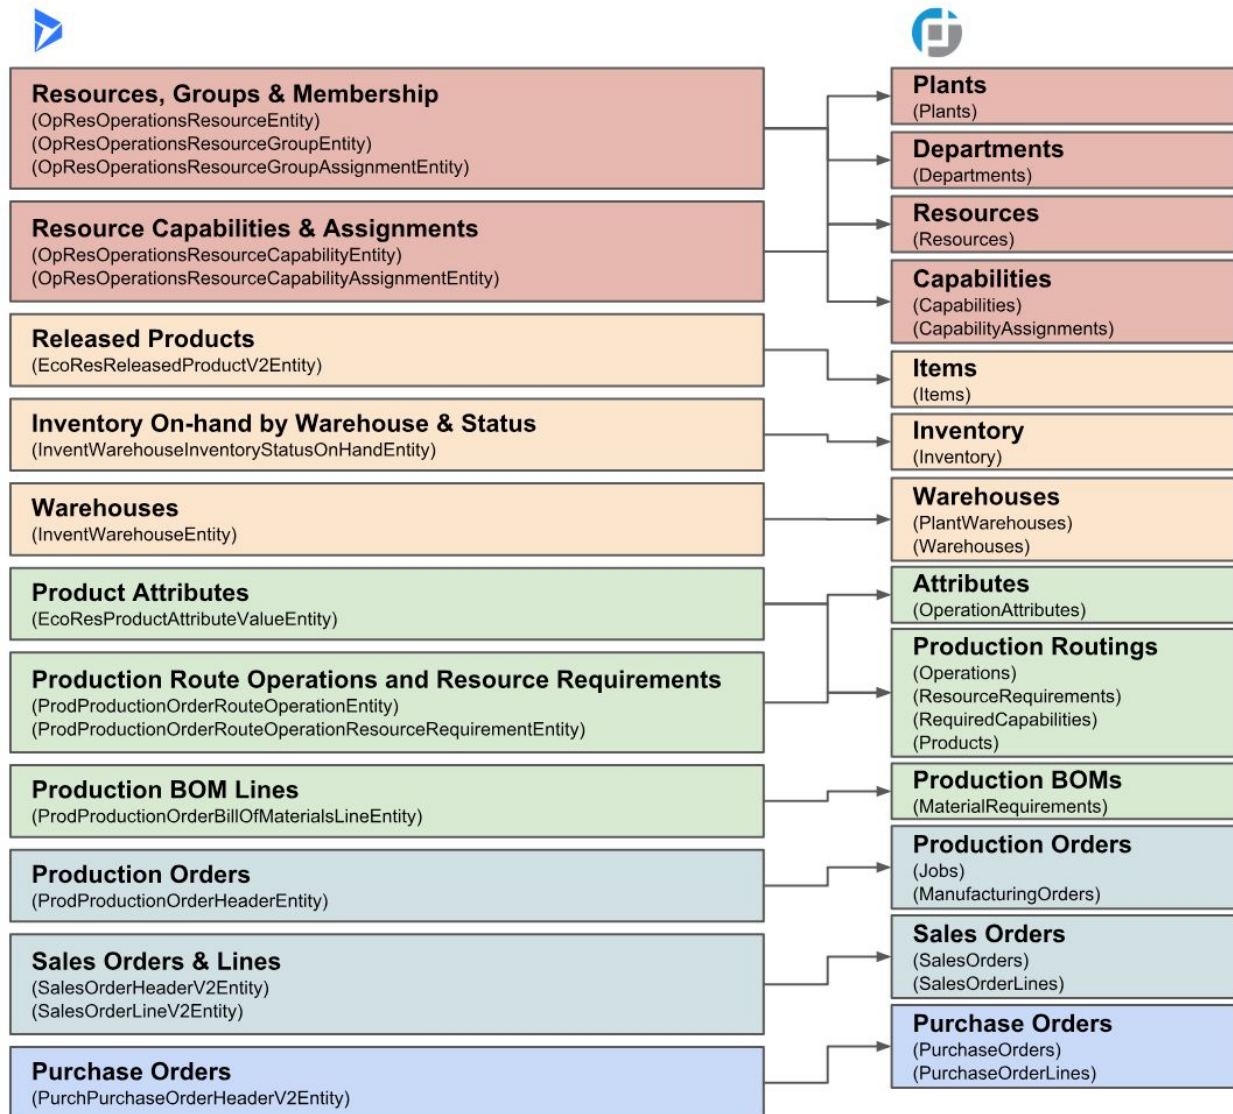 Resources, Groups & Membership
(OpResOperationsResourceEntity)
(OpResOperationsResourceGroupEntity)
(OpResOperationsResourceGroupAssignmentEntity)
Resource Capabilities & Assignments
(OpResOperationsResourceCapabilityEntity)
(OpResOperationsResourceCapabilityAssignmentEntity)
Released Products
(EcoResReleasedProductV2Entity)
Inventory On-hand by Warehouse & Status
(InventWarehouseInventoryStatusOnHandEntity)
Warehouses
(InventWarehouseEntity)
Product Attributes
(EcoResProductAttributeValueEntity)
Production Route Operations and Resource Requirements
(ProdProductionOrderRouteOperationEntity)
(ProdProductionOrderRouteOperationResourceRequirementEntity)
Production BOM Lines
(ProdProductionOrderBillOfMaterialsLineEntity)
Production Orders
(ProdProductionOrderHeaderEntity)
Sales Orders & Lines
(SalesOrderHeaderV2Entity)
(SalesOrderLineV2Entity)
Purchase Orders
(PurchPurchaseOrderHeaderV2Entity)
Plants
(Plants)
Departments
(Departments)
Resources
(Resources)
Capabilities
(Capabilities)
(CapabilityAssignments)
Items
(Items)
Inventory
(Inventory)
Warehouses
(PlantWarehouses)
(Warehouses)
Attributes
(OperationAttributes)
Production Routings
(Operations)
(ResourceRequirements)
(RequiredCapabilities)
(Products)
Production BOMs
(MaterialRequirements)
Production Orders
(Jobs)
(ManufacturingOrders)
Sales Orders
(SalesOrders)
(SalesOrderLines)
Purchase Orders
(PurchaseOrders)
(PurchaseOrderLines)